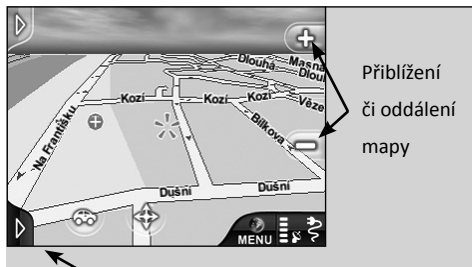 Dlouhá
Masná
Dlou
Kozí
Kozí
Kozí
Věze
Na Františku
Bílkova
Dušní
Dušní
MENU
Přiblížení
či oddálení
mapy